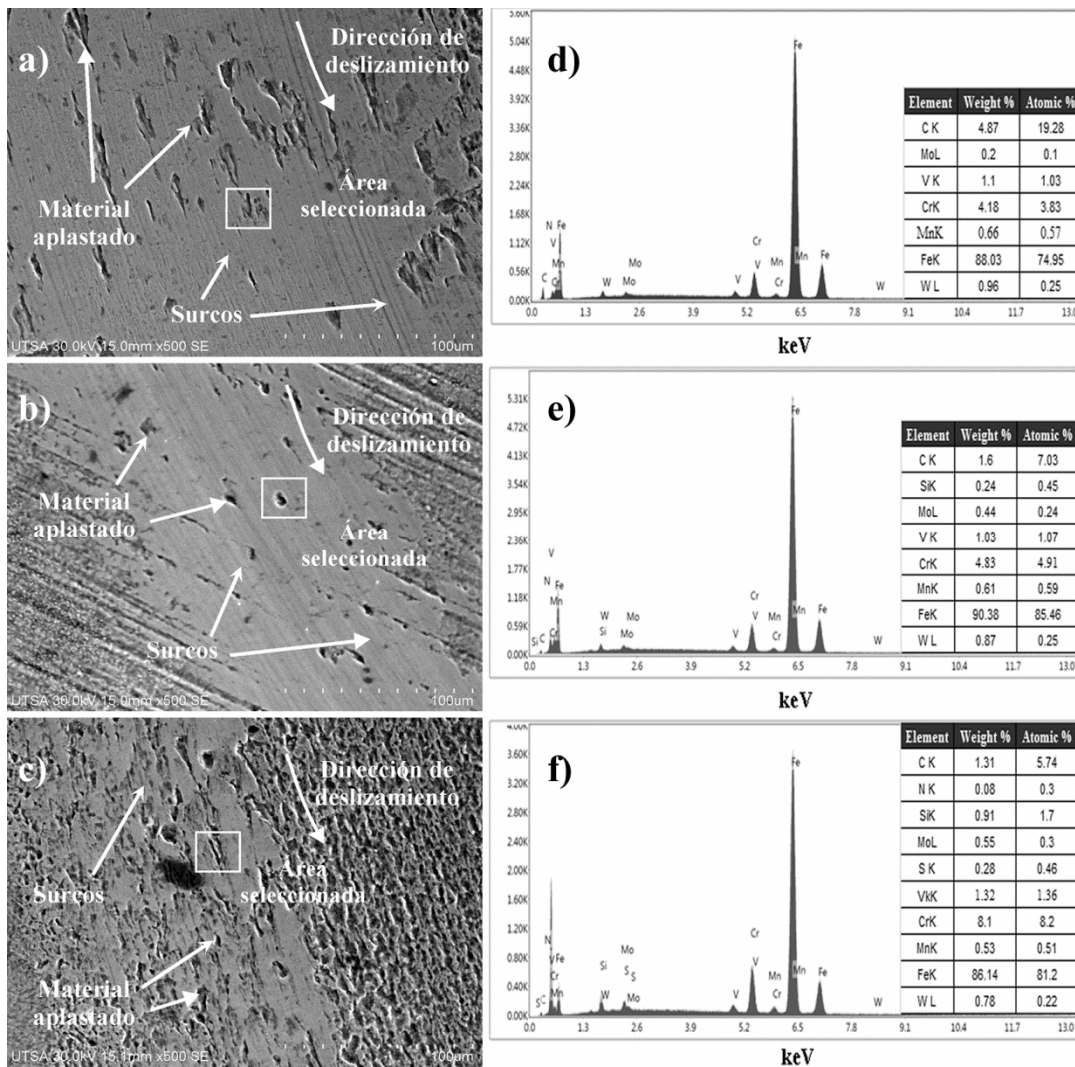 a)
Dirección de
deslizamiento
Material
aplastado
Área
seleccionada
Surcos
UTSA 30.0kV 15.0mm x500 SE
100um
d)
5.60K
5.04K
4.48K
3.92K
3.36K
2.80K
2.24K
1.68K
1.12K
0.56K
0.00K
Fe
N
Fe
V
Mn
C
Cr
W
Mo
Mo
V
Cr
V
Mn
Cr
Mn
Fe
W
0.0 1.3 2.6 3.9 5.2 6.5 7.8 9.1 10.4 11.7 13.0
keV
Element Weight % Atomic %
C K 4.87 19.28
MoL 0.2 0.1
V K 1.1 1.03
CrK 4.18 3.83
MnK 0.66 0.57
FeK 88.03 74.95
W L 0.96 0.25
b)
Dirección de
deslizamiento
Material
aplastado
Área
seleccionada
Surcos
UTSA 30.0kV 15.0mm x500 SE
100um
e)
5.31K
4.72K
4.13K
3.54K
2.95K
2.36K
1.77K
1.18K
0.59K
0.00K
Fe
V
N
Fe
Mn
Cr
Si
C
W
Si
Mo
Mo
V
Cr
V
Mn
Cr
Mn
Fe
W
0.0 1.3 2.6 3.9 5.2 6.5 7.8 9.1 10.4 11.7 13.0
keV
Element Weight % Atomic %
C K 1.6 7.03
SiK 0.24 0.45
MoL 0.44 0.24
V K 1.03 1.07
CrK 4.83 4.91
MnK 0.61 0.59
FeK 90.38 85.46
W L 0.87 0.25
c)
Dirección de
deslizamiento
Surcos
Área
seleccionada
Material
aplastado
UTSA 30.0kV 15.1mm x500 SE
100um
f)
4.00K
3.60K
3.20K
2.80K
2.40K
2.00K
1.60K
1.20K
0.80K
0.40K
0.00K
Fe
N
V
Fe
Cr
Mn
S
C
Si
W
Mo
S
S
Mo
V
Cr
V
Mn
Cr
Mn
Fe
W
0.0 1.3 2.6 3.9 5.2 6.5 7.8 9.1 10.4 11.7 13.0
keV
Element Weight % Atomic %
C K 1.31 5.74
N K 0.08 0.3
SiK 0.91 1.7
MoL 0.55 0.3
S K 0.28 0.46
VkK 1.32 1.36
CrK 8.1 8.2
MnK 0.53 0.51
FeK 86.14 81.2
W L 0.78 0.22